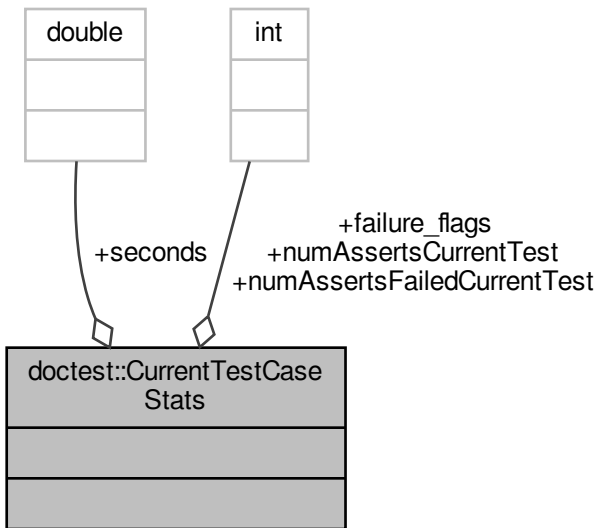 double
int
+seconds
+failure_flags
+numAssertsCurrentTest
+numAssertsFailedCurrentTest
doctest::CurrentTestCase
Stats